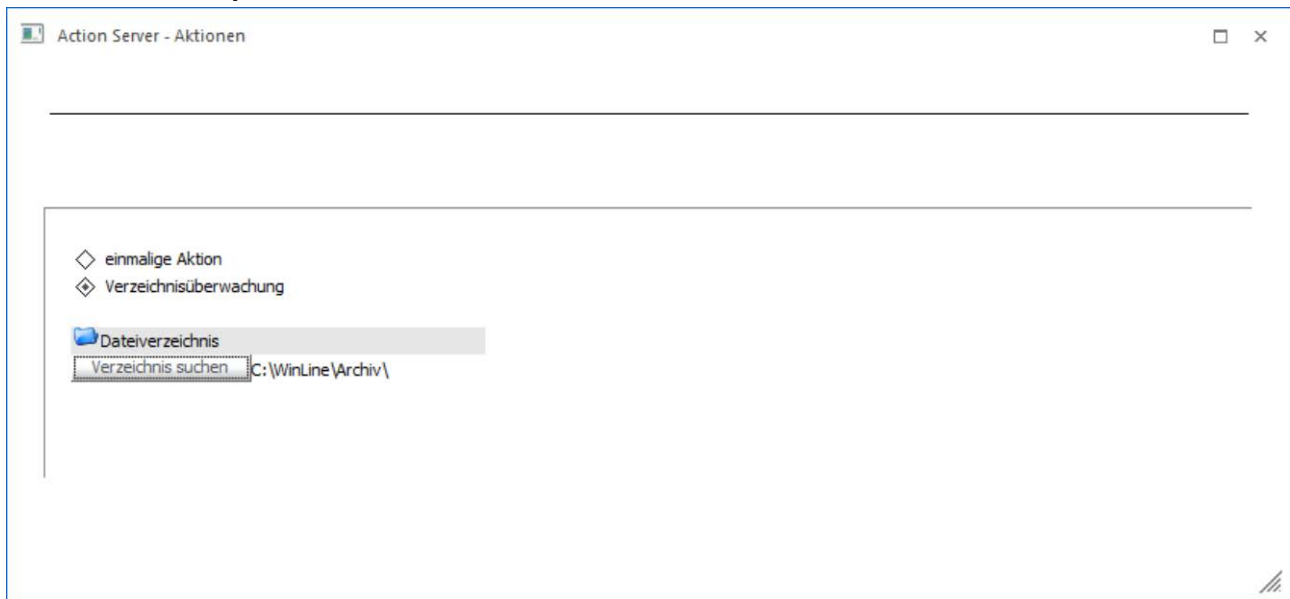 Action Server - Aktionen
einmalige Aktion
Verzeichnisüberwachung
Dateiverzeichnis
Verzeichnis suchen C:\WinLine\Archiv\